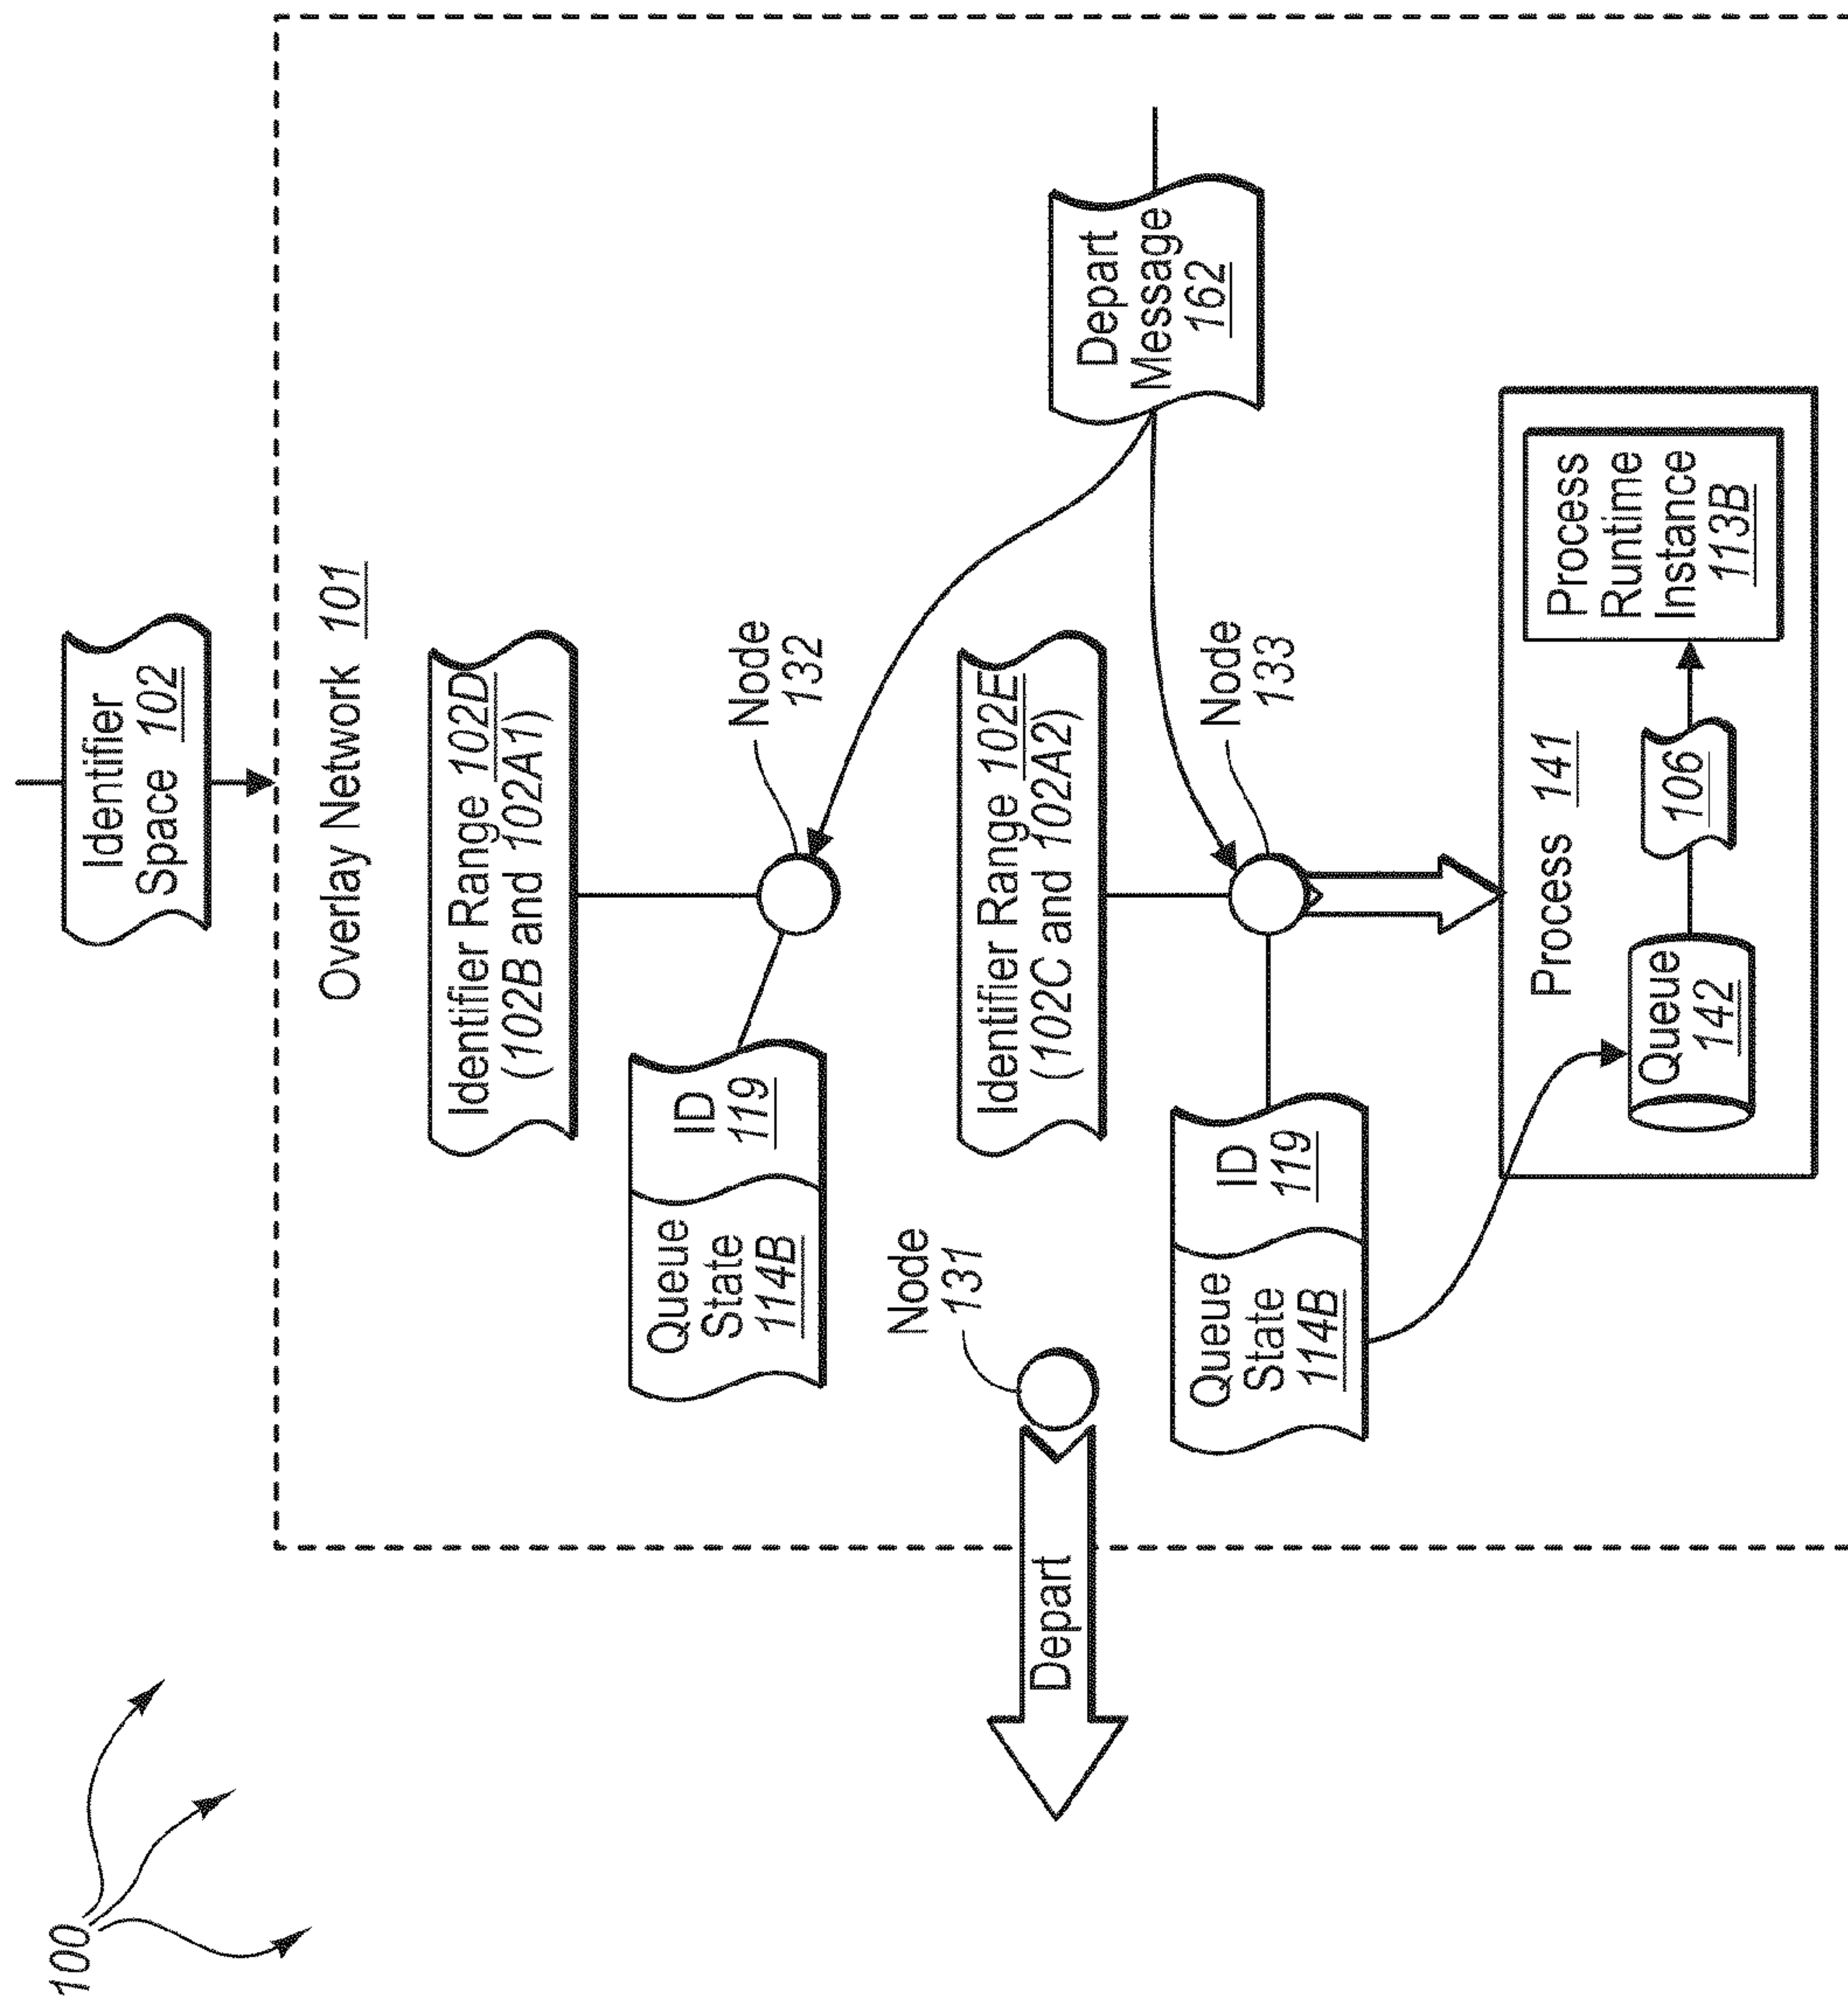 100
Identifier
Space 102
Overlay Network 101
Identifier Range 102D
(102B and 102A1)
Node
132
Queue
State
114B
ID
119
Node
131
Depart
Identifier Range 102E
(102C and 102A2)
Depart
Message
162
Node
133
Queue
State
114B
ID
119
Process 141
Queue
142
106
Process
Runtime
Instance
113B